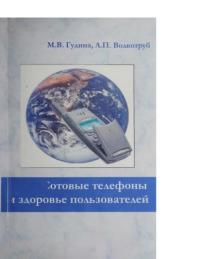 М.В. Гудина, Л.П. Волкотруб
Сотовые телефоны
и здоровье пользователей